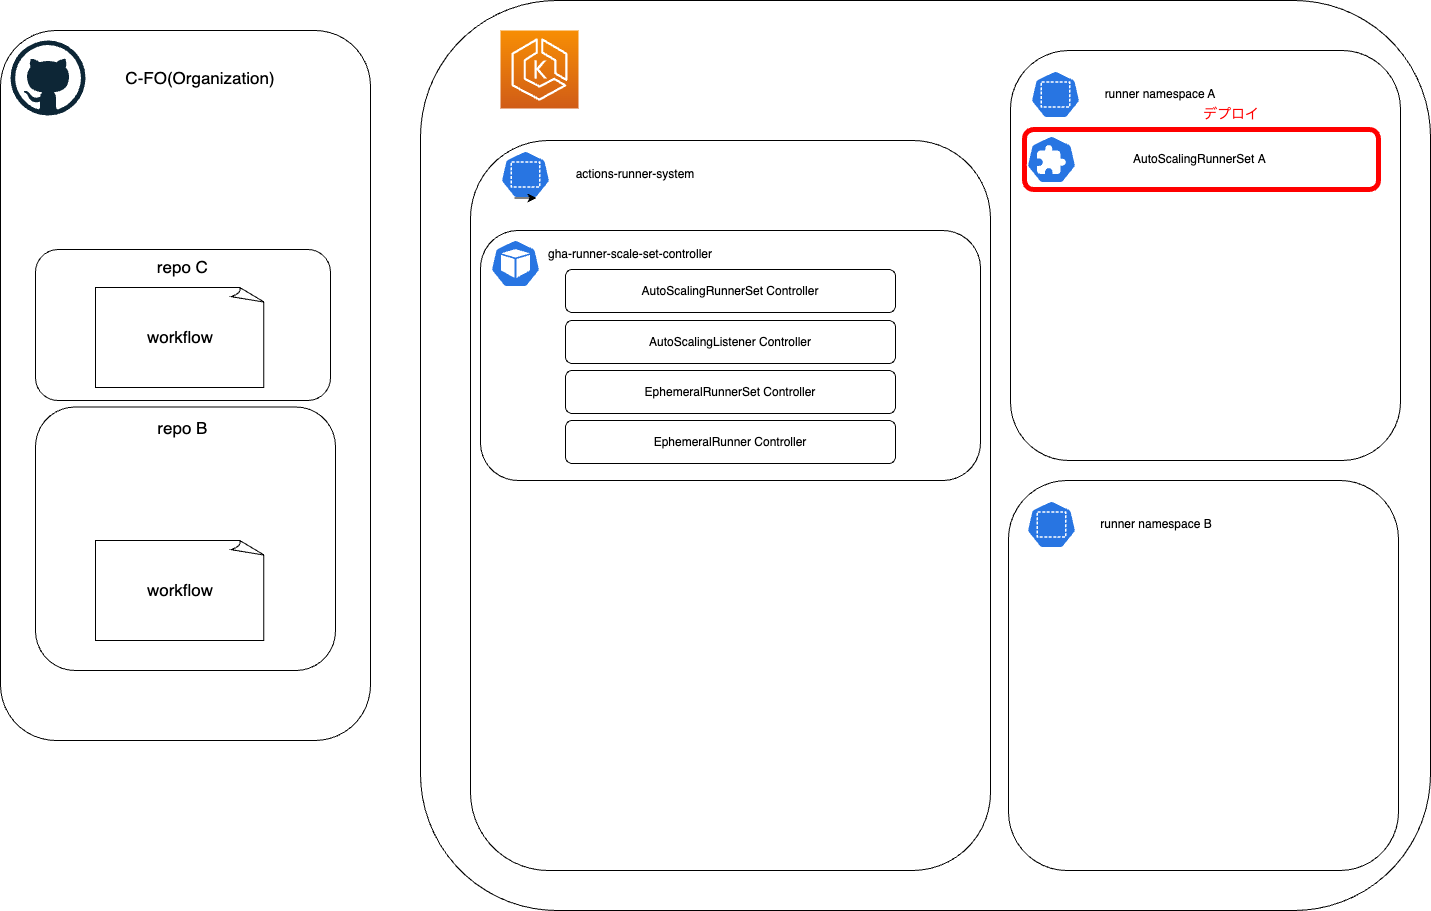 C-FO(Organization)
repo C
workflow
repo B
workflow
K
actions-runner-system
gha-runner-scale-set-controller
AutoScalingRunnerSet Controller
AutoScalingListener Controller
EphemeralRunnerSet Controller
EphemeralRunner Controller
runner namespace A
デプロイ
AutoScalingRunnerSet A
runner namespace B